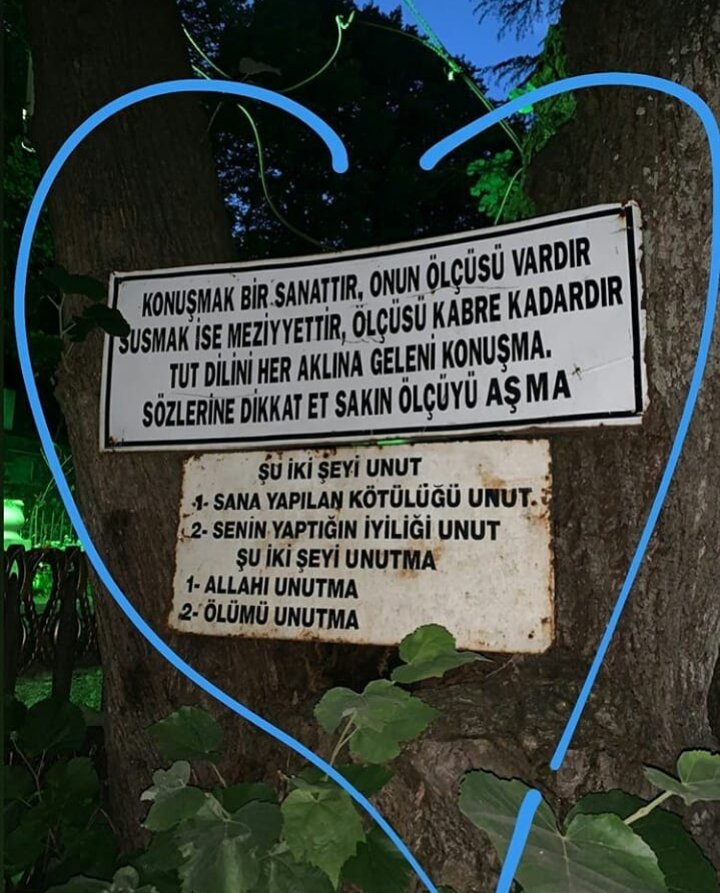 KONUŞMAK BİR SANATTIR, ONUN ÖLÇÜSÜ VARDIR
SUSMAK İSE MEZİYYETTİR, ÖLÇÜSÜ KABRE KADARDIR
TUT DİLİNİ HER AKLINA GELENİ KONUŞMA.
SÖZLERİNE DİKKAT ET SAKIN ÖLÇÜYÜ AŞMA
ŞU İKİ ŞEYİ UNUT
1- SANA YAPILAN KÖTÜLÜĞÜ UNUT.
2- SENİN YAPTIĞIN İYİLİĞİ UNUT
ŞU İKİ ŞEYİ UNUTMA
1- ALLAHI UNUTMA
2- ÖLÜMÜ UNUTMA